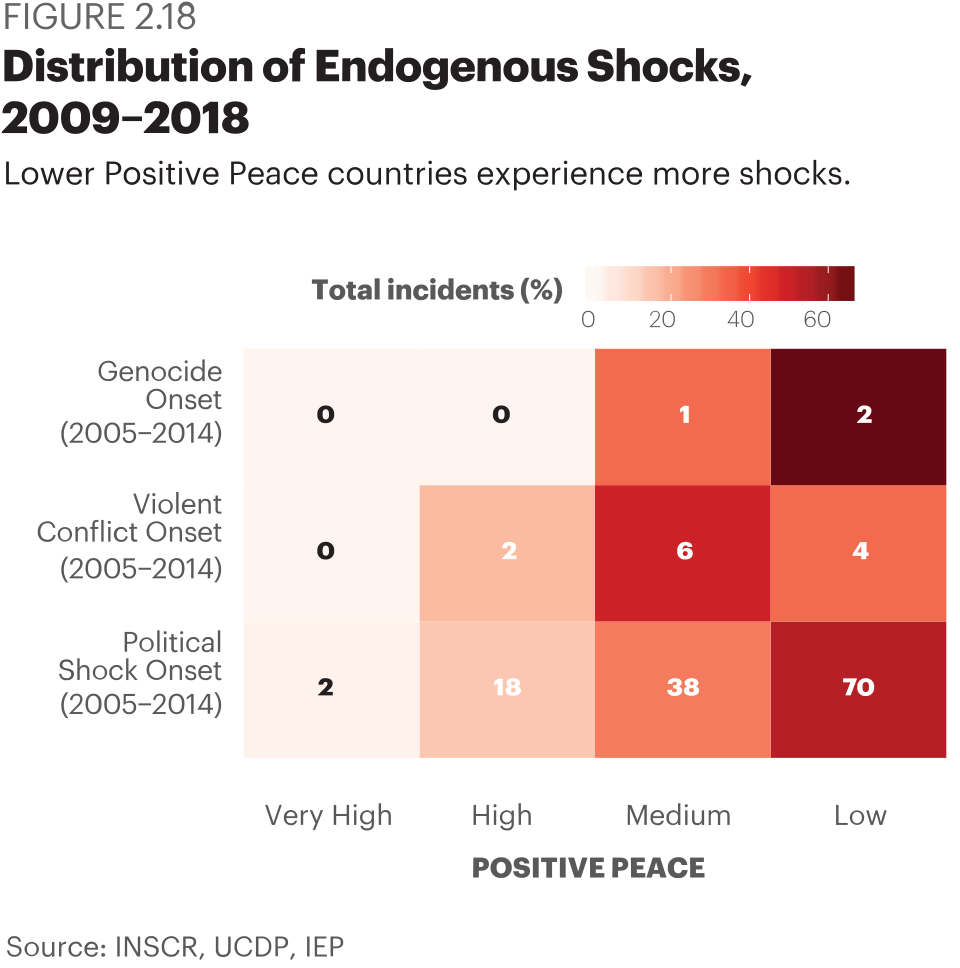 FIGURE 2.18
Distribution of Endogenous Shocks,
2009–2018
Lower Positive Peace countries experience more shocks.
Total incidents (%)
0 20 40 60
Genocide
Onset
(2005–2014)
0 0 1 2
Violent
Conflict Onset
(2005–2014)
0 2 6 4
Political
Shock Onset
(2005–2014)
2 18 38 70
Very High High Medium Low
POSITIVE PEACE
Source: INSCR, UCDP, IEP